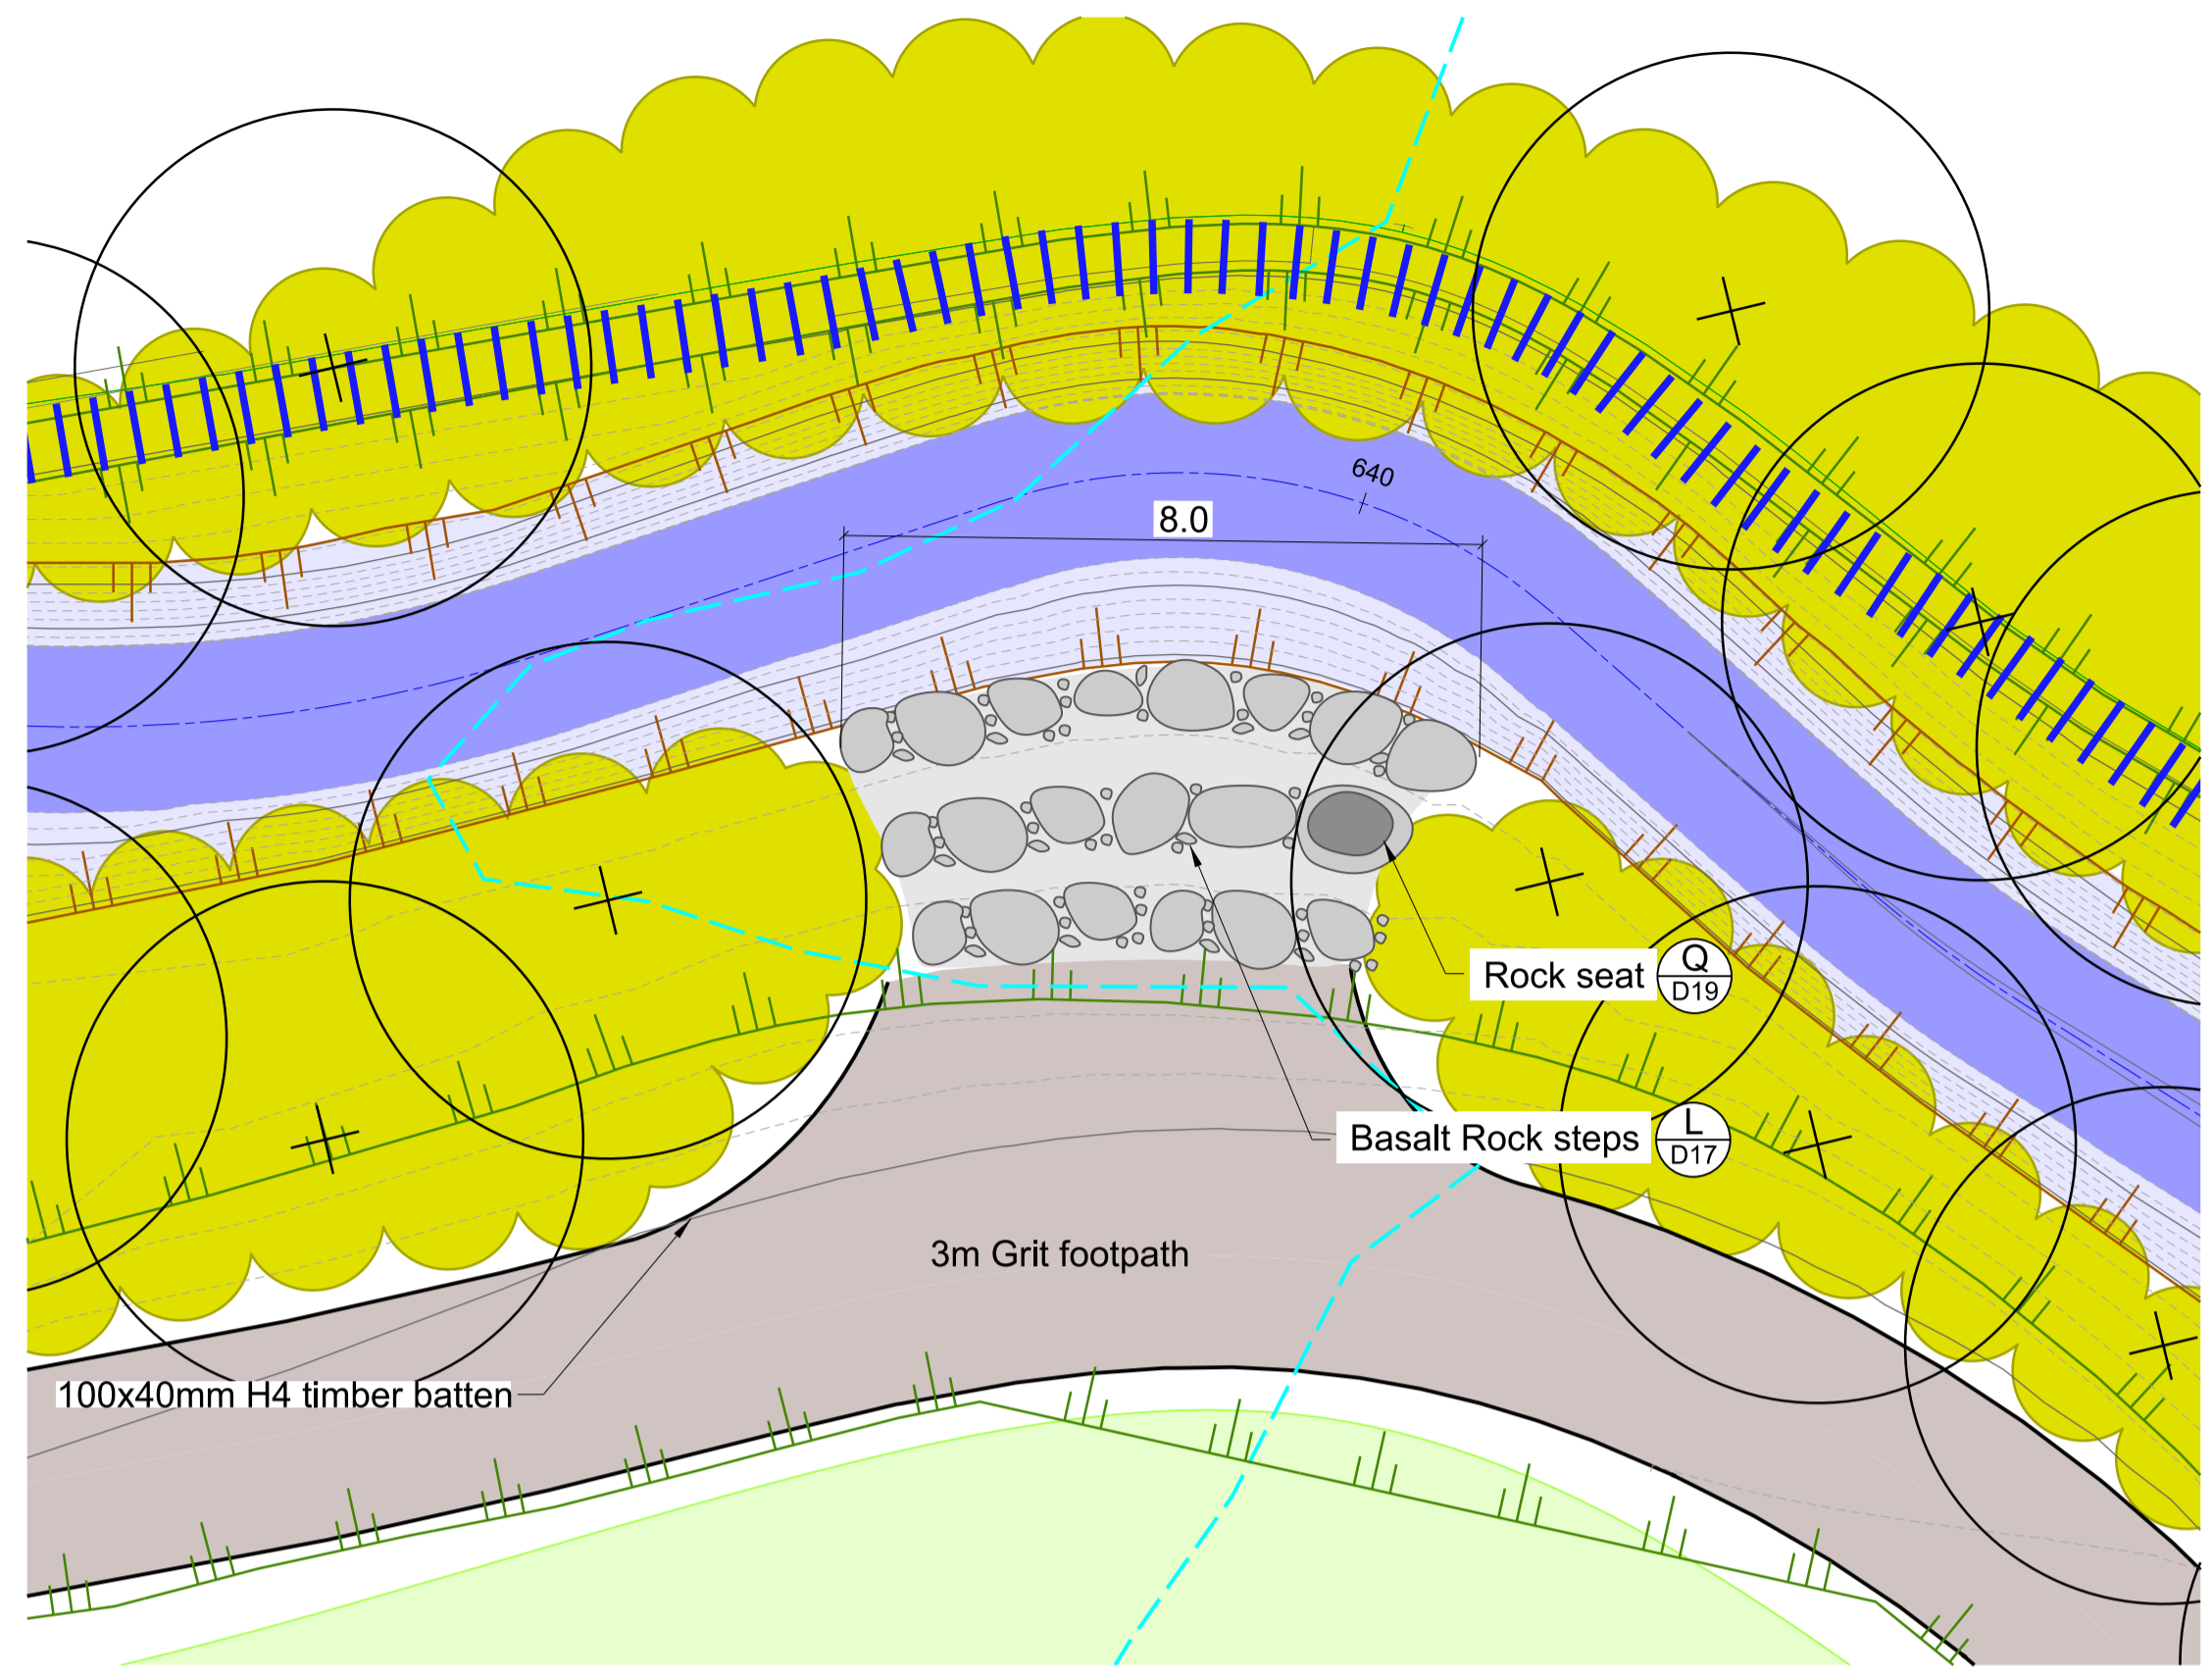 640
8.0
Rock seat
Q
D19
Basalt Rock steps
L
D17
3m Grit footpath
100x40mm H4 timber batten